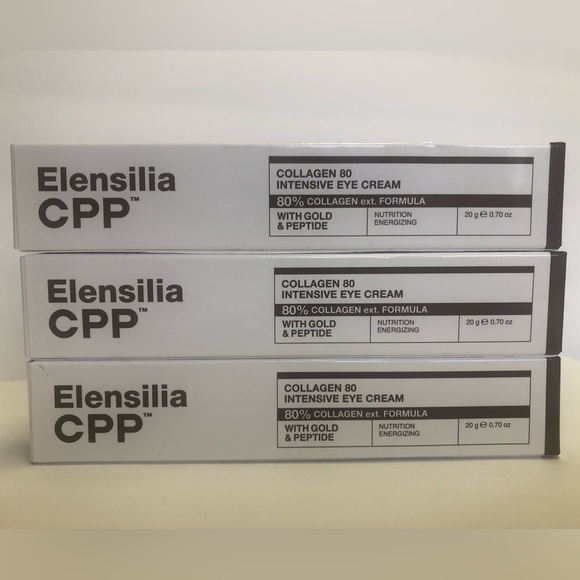 Elensilia
CPP™
COLLAGEN 80
INTENSIVE EYE CREAM
80% COLLAGEN ext. FORMULA
WITH GOLD
& PEPTIDE
NUTRITION
ENERGIZING
20 g ℮ 0.70 oz
Elensilia
CPP™
COLLAGEN 80
INTENSIVE EYE CREAM
80% COLLAGEN ext. FORMULA
WITH GOLD
& PEPTIDE
NUTRITION
ENERGIZING
20 g ℮ 0.70 oz
Elensilia
CPP™
COLLAGEN 80
INTENSIVE EYE CREAM
80% COLLAGEN ext. FORMULA
WITH GOLD
& PEPTIDE
NUTRITION
ENERGIZING
20 g ℮ 0.70 oz